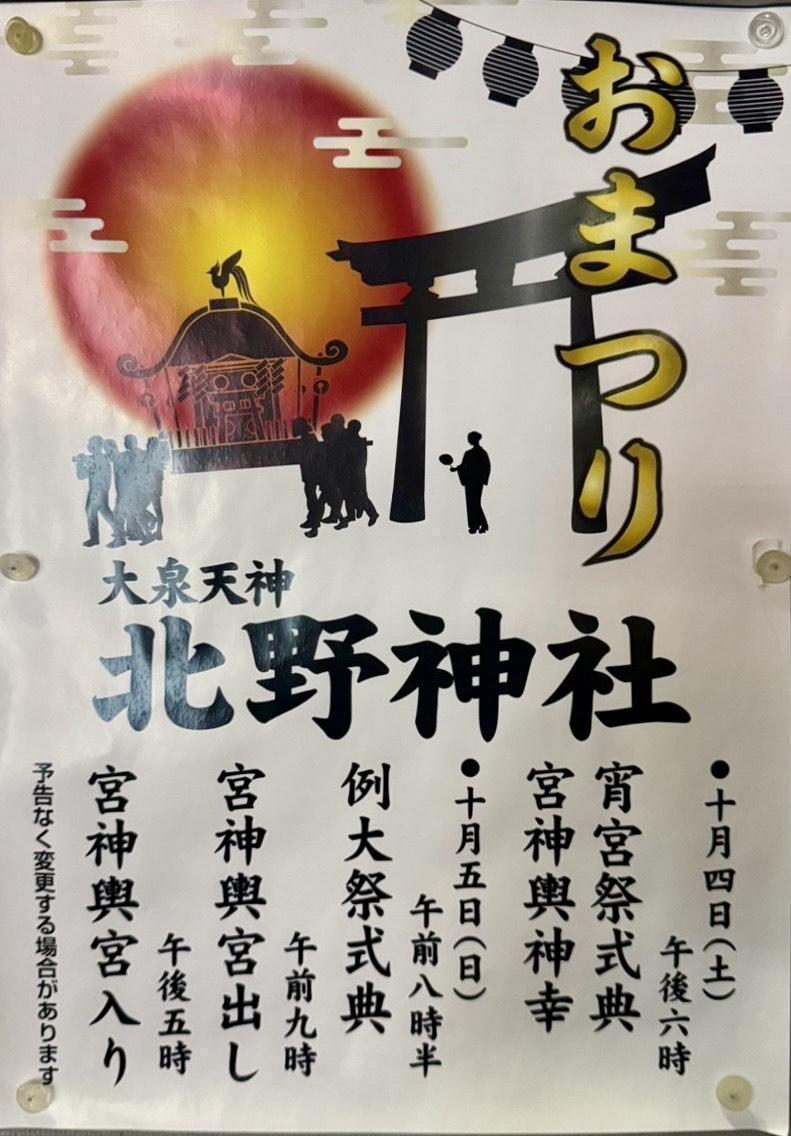 おまつり
大泉天神
北野神社
●十月四日(土)
午後六時
宵宮祭式典
宮神輿神幸
●十月五日(日)
午前八時半
例大祭式典
午前九時
宮神輿宮出し
午後五時
宮神輿宮入り
予告なく変更する場合があります